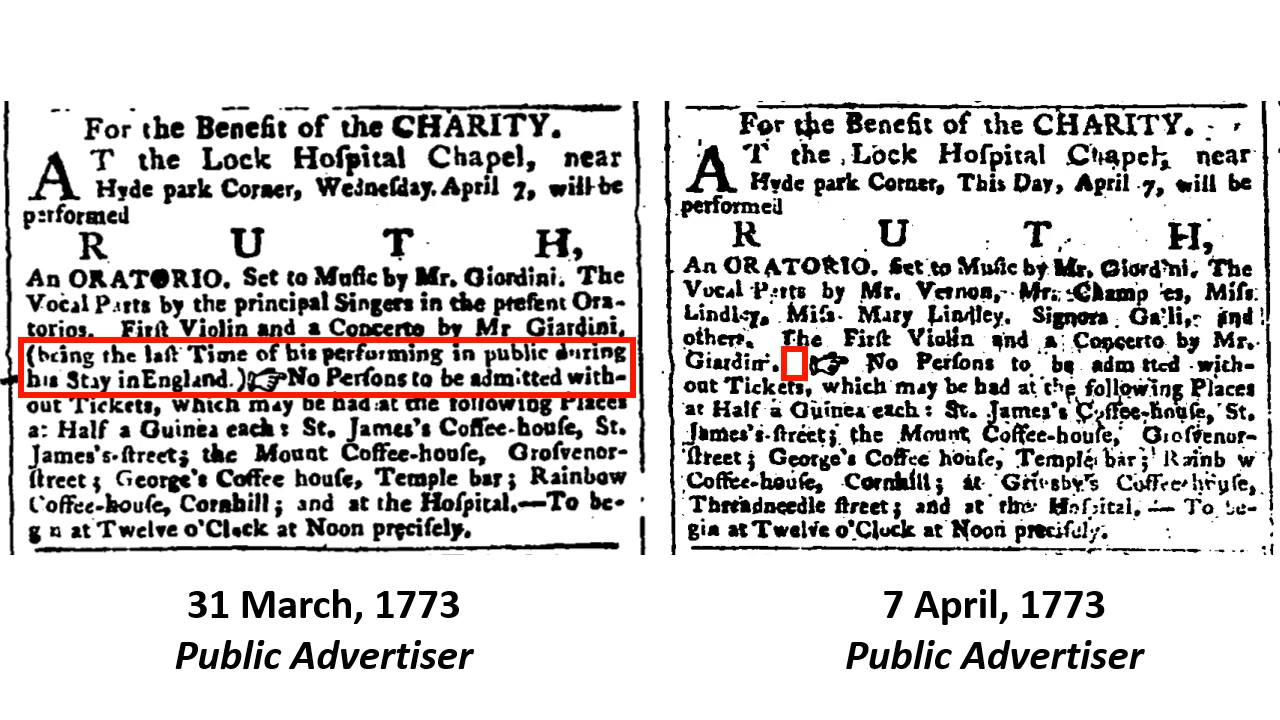 For the Benefit of the CHARITY.
AT the Lock Hoſpital Chapel, near
Hyde park Corner, Wedneſday, April 7, will be
performed
R U T H,
An ORATORIO. Set to Muſic by Mr. Giordini. The
Vocal Parts by the principal Singers in the preſent Ora-
torios. Firſt Violin and a Concerto by Mr Giardini,
(being the laſt Time of his performing in public during
his Stay in England.) ☞ No Perſons to be admitted with-
out Tickets, which may be had at the following Places
at Half a Guinea each: St. James's Coffee-houſe, St.
James's-ſtreet; the Mount Coffee-houſe, Groſvenor-
ſtreet; George's Coffee houſe, Temple bar; Rainbow
Coffee-houſe, Cornhill; and at the Hoſpital.—To be-
gin at Twelve o'Clock at Noon preciſely.
31 March, 1773
Public Advertiser
For the Benefit of the CHARITY.
AT the Lock Hoſpital Chapel, near
Hyde park Corner, This Day, April 7, will be
performed
R U T H,
An ORATORIO. Set to Muſic by Mr. Giordini. The
Vocal Parts by Mr. Vernon, Mr. Champ es, Miſs
Lindley, Miſs Mary Lindley, Signora Galli, and
others. The Firſt Violin and a Concerto by Mr.
Giardini. ☞ No Perſons to be admitted with-
out Tickets, which may be had at the following Places
at Half a Guinea each: St. James's Coffee-houſe, St.
James's-ſtreet; the Mount Coffee-houſe, Groſvenor-
ſtreet; George's Coffee houſe, Temple bar; Rainb w
Coffee-houſe, Cornhill; at Grigsby's Coffee-houſe,
Threadneedle ſtreet; and at the Hoſpital.— To be-
gin at Twelve o'Clock at Noon preciſely.
7 April, 1773
Public Advertiser